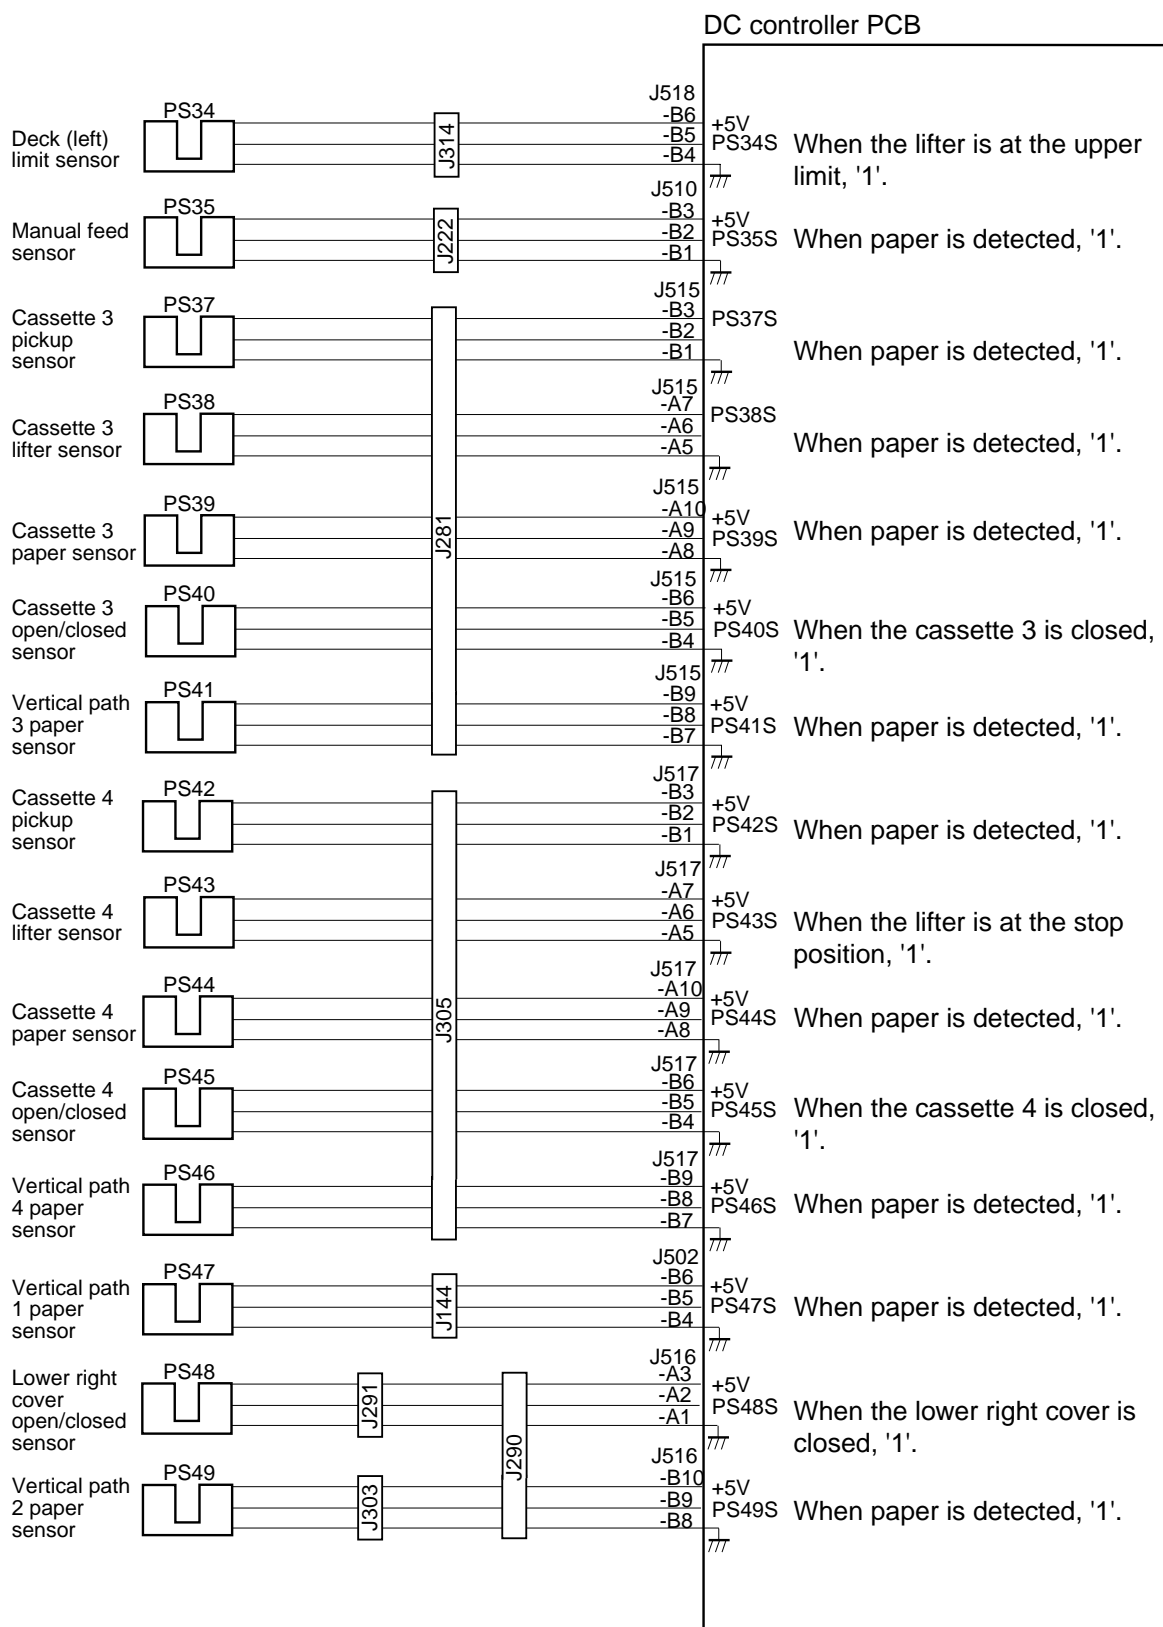 DC controller PCB
Deck (left)
limit sensor
PS34
J314
J518
-B6
-B5
-B4
+5V
PS34S
When the lifter is at the upper
limit, '1'.
Manual feed
sensor
PS35
J222
J510
-B3
-B2
-B1
+5V
PS35S
When paper is detected, '1'.
Cassette 3
pickup
sensor
PS37
J281
J515
-B3
-B2
-B1
PS37S
When paper is detected, '1'.
Cassette 3
lifter sensor
PS38
J515
-A7
-A6
-A5
PS38S
When paper is detected, '1'.
Cassette 3
paper sensor
PS39
J515
-A10
-A9
-A8
+5V
PS39S
When paper is detected, '1'.
Cassette 3
open/closed
sensor
PS40
J515
-B6
-B5
-B4
+5V
PS40S
When the cassette 3 is closed,
'1'.
Vertical path
3 paper
sensor
PS41
J515
-B9
-B8
-B7
+5V
PS41S
When paper is detected, '1'.
Cassette 4
pickup
sensor
PS42
J305
J517
-B3
-B2
-B1
+5V
PS42S
When paper is detected, '1'.
Cassette 4
lifter sensor
PS43
J517
-A7
-A6
-A5
+5V
PS43S
When the lifter is at the stop
position, '1'.
Cassette 4
paper sensor
PS44
J517
-A10
-A9
-A8
+5V
PS44S
When paper is detected, '1'.
Cassette 4
open/closed
sensor
PS45
J517
-B6
-B5
-B4
+5V
PS45S
When the cassette 4 is closed,
'1'.
Vertical path
4 paper
sensor
PS46
J517
-B9
-B8
-B7
+5V
PS46S
When paper is detected, '1'.
Vertical path
1 paper
sensor
PS47
J144
J502
-B6
-B5
-B4
+5V
PS47S
When paper is detected, '1'.
Lower right
cover
open/closed
sensor
PS48
J291
J290
J516
-A3
-A2
-A1
+5V
PS48S
When the lower right cover is
closed, '1'.
Vertical path
2 paper
sensor
PS49
J303
J516
-B10
-B9
-B8
+5V
PS49S
When paper is detected, '1'.